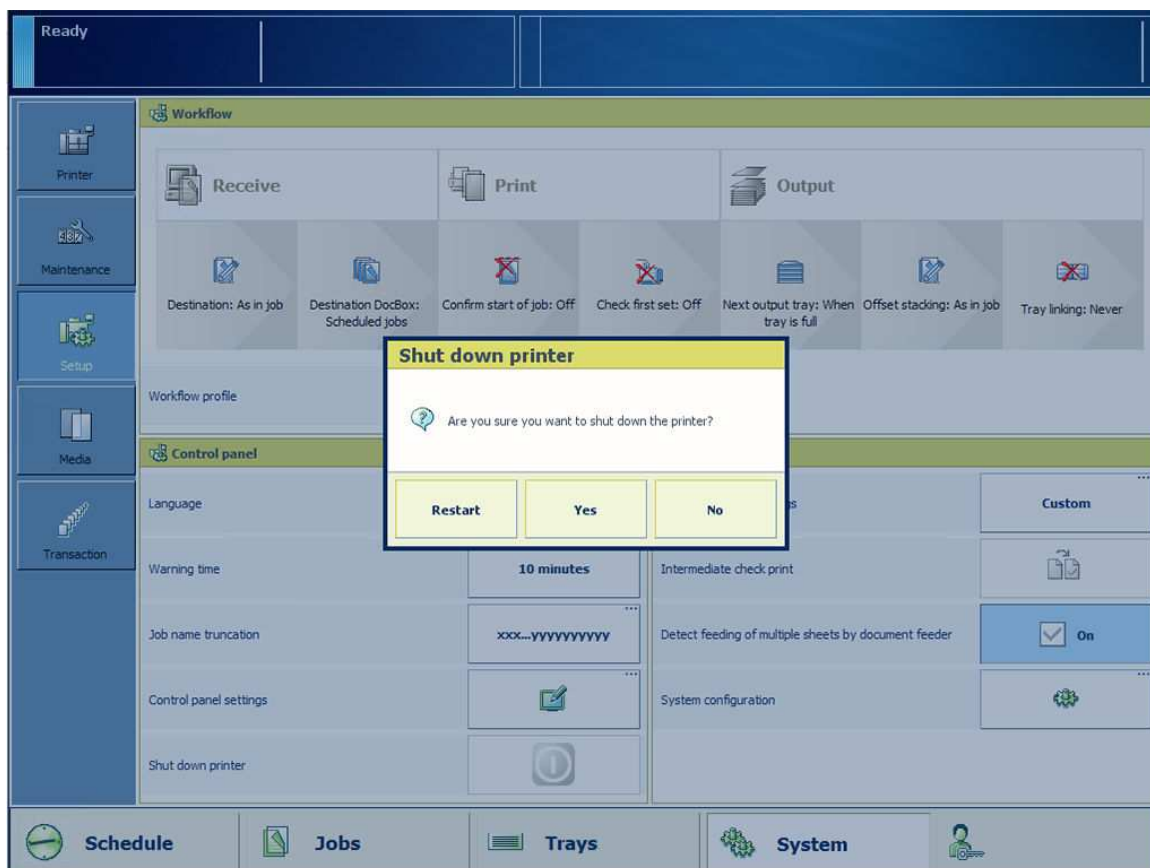 Ready
Printer
Maintenance
Setup
Media
Transaction
Workflow
Receive
Print
Output
Destination: As in job
Destination DocBox:
Scheduled jobs
Confirm start of job: Off
Check first set: Off
Next output tray: When
tray is full
Offset stacking: As in job
Tray linking: Never
Workflow profile
Shut down printer
Are you sure you want to shut down the printer?
Restart
Yes
No
Control panel
Language
Warning time
10 minutes
Job name truncation
xxx...yyyyyyyyyy
Control panel settings
Shut down printer
Custom
Intermediate check print
Detect feeding of multiple sheets by document feeder
On
System configuration
Schedule
Jobs
Trays
System